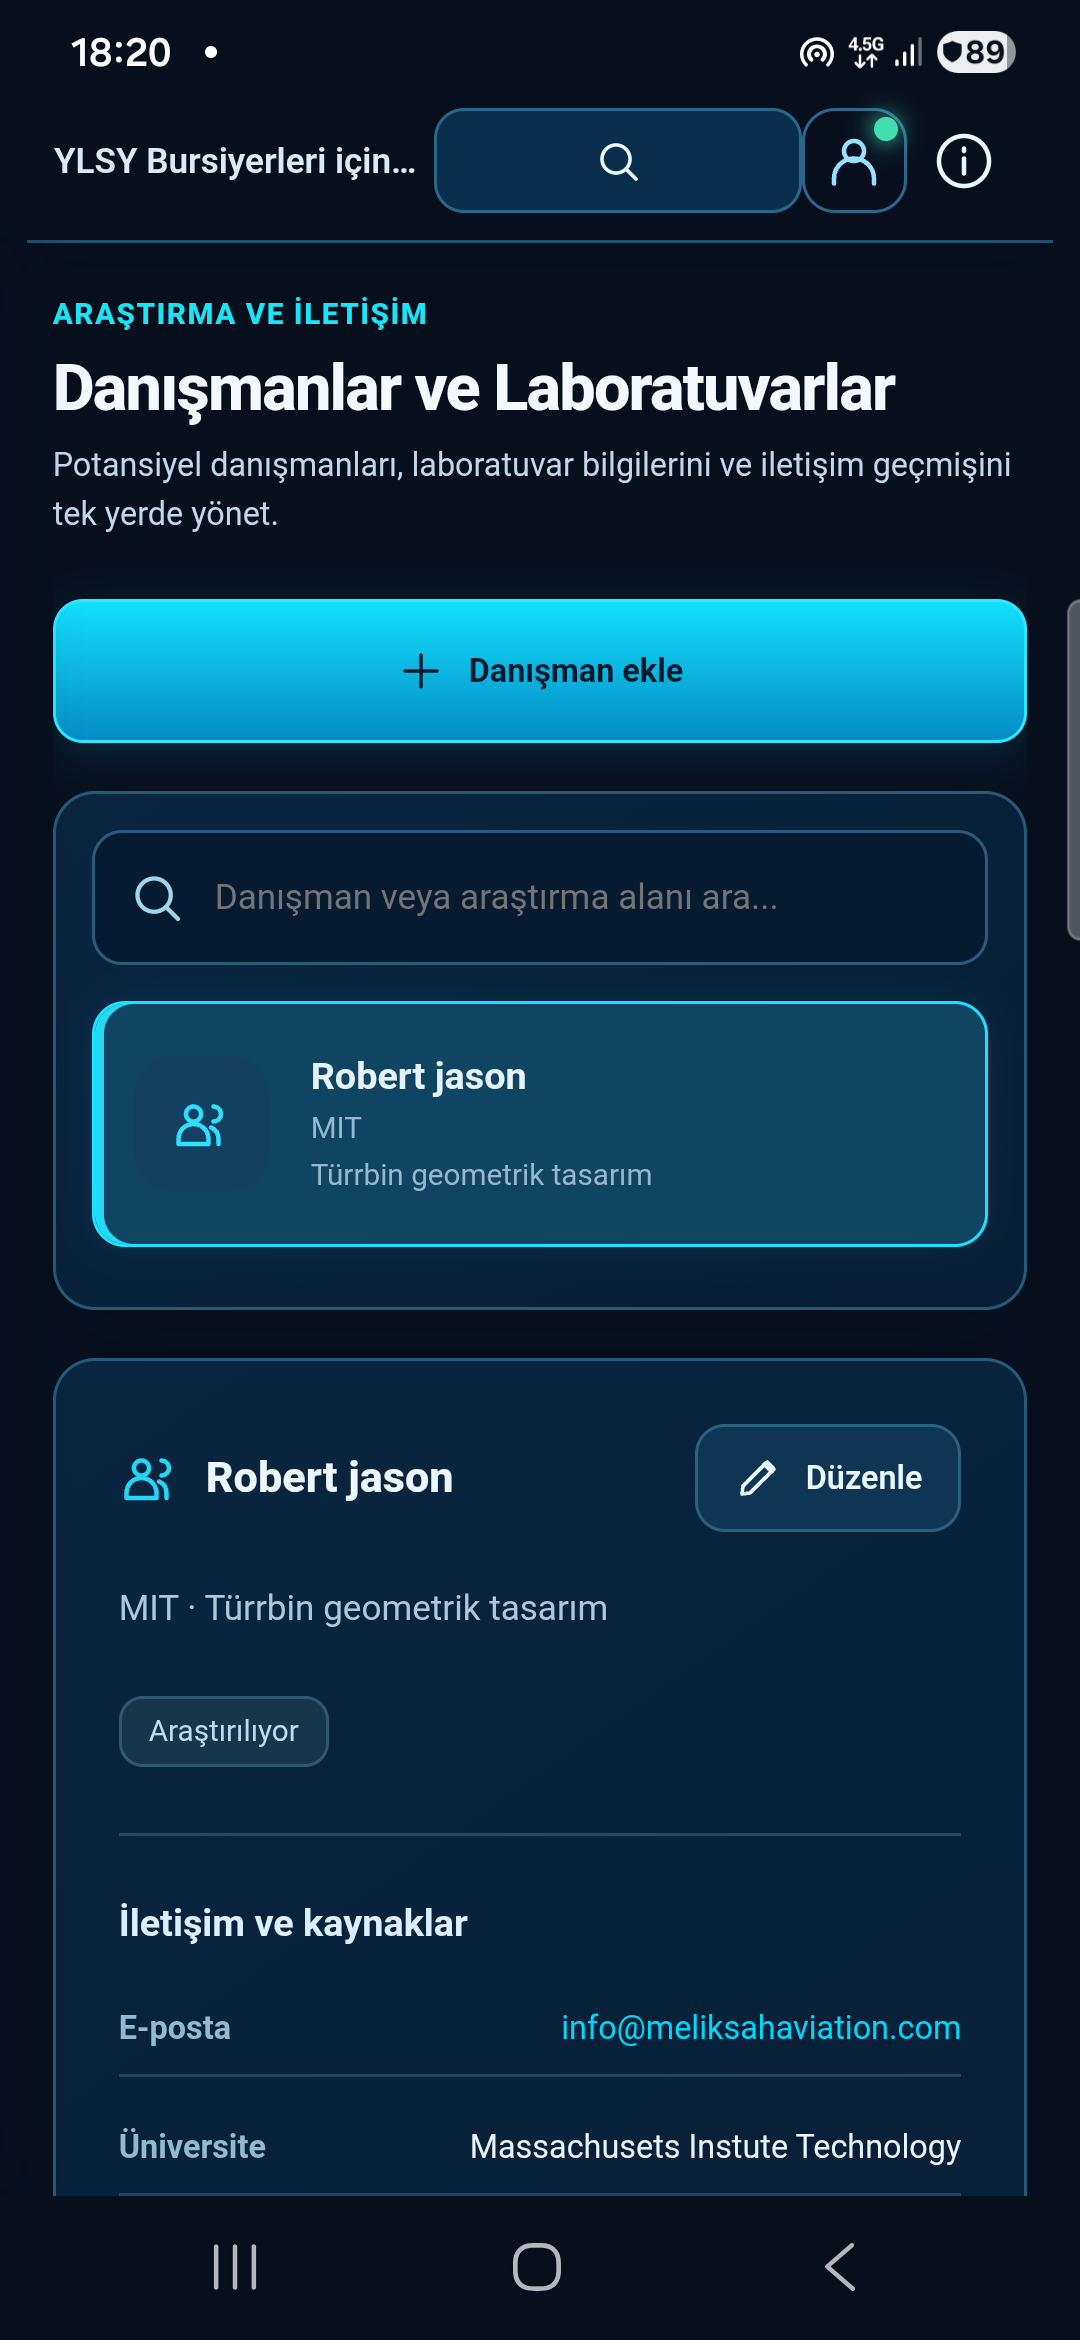 18:20
4.5G
89
YLSY Bursiyerleri için...
ARAŞTIRMA VE İLETİŞİM
Danışmanlar ve Laboratuvarlar
Potansiyel danışmanları, laboratuvar bilgilerini ve iletişim geçmişini
tek yerde yönet.
Danışman ekle
Danışman veya araştırma alanı ara...
Robert jason
MIT
Türrbin geometrik tasarım
Robert jason
Düzenle
MIT · Türrbin geometrik tasarım
Araştırılıyor
İletişim ve kaynaklar
E-posta
info@meliksahaviation.com
Üniversite
Massachusets Instute Technology